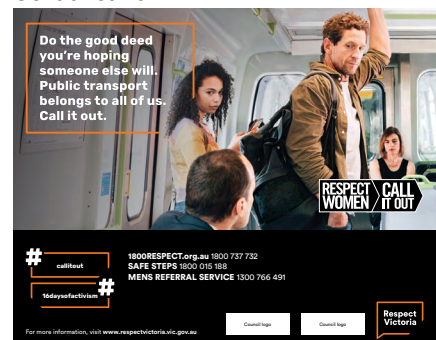 Do the good deed
you're hoping
someone else will.
Public transport
belongs to all of us.
Call it out.
RESPECT
WOMEN
CALL
IT OUT
#
callitout
16daysofactivism
#
1800RESPECT.org.au 1800 737 732
SAFE STEPS 1800 015 188
MENS REFERRAL SERVICE 1300 766 491
For more information, visit www.respectvictoria.vic.gov.au
Council logo
Council logo
Respect
Victoria